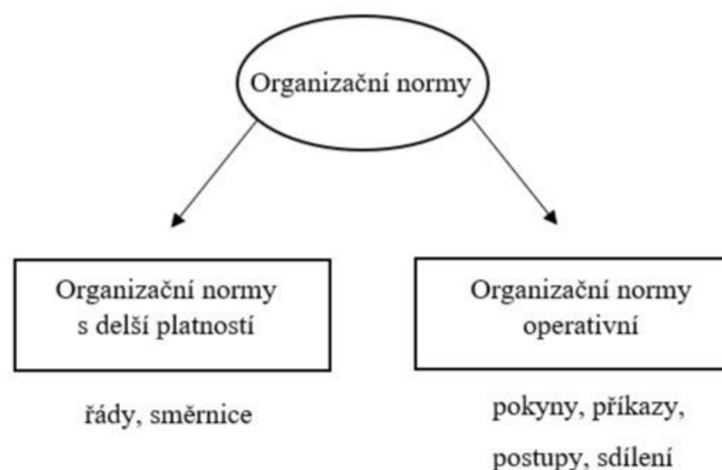 Organizační normy
Organizační normy
s delší platností
Organizační normy
operativní
řády, směrnice
pokyny, příkazy,
postupy, sdílení